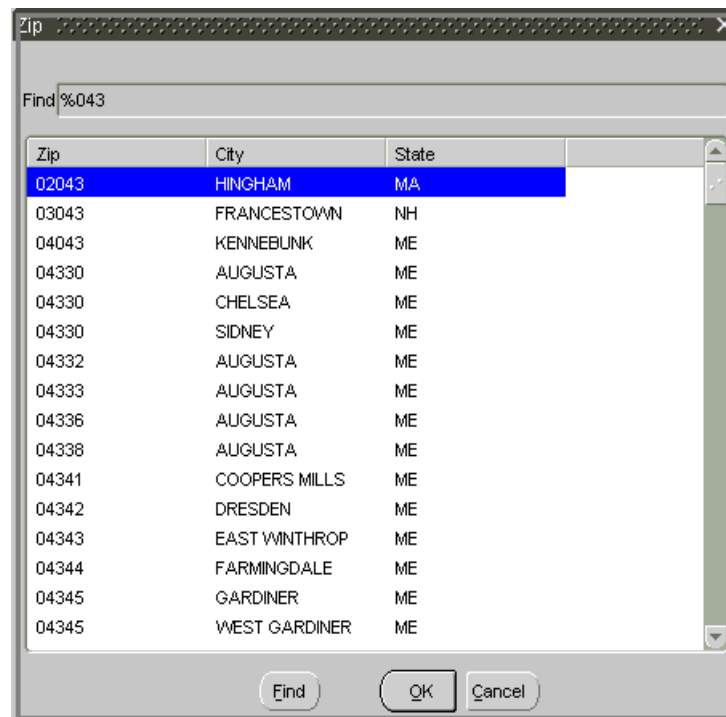 Zip
Find %043
Zip City State
02043 HINGHAM MA
03043 FRANCESTOWN NH
04043 KENNEBUNK ME
04330 AUGUSTA ME
04330 CHELSEA ME
04330 SIDNEY ME
04332 AUGUSTA ME
04333 AUGUSTA ME
04336 AUGUSTA ME
04338 AUGUSTA ME
04341 COOPERS MILLS ME
04342 DRESDEN ME
04343 EAST WINTHROP ME
04344 FARMINGDALE ME
04345 GARDINER ME
04345 WEST GARDINER ME
Find OK Cancel